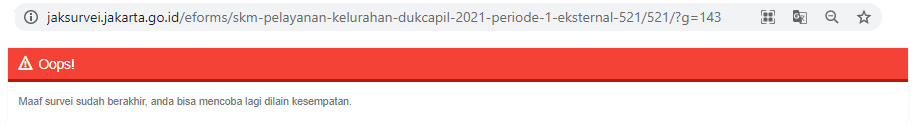 jaksurvei.jakarta.go.id/eforms/skm-pelayanan-kelurahan-dukcapil-2021-periode-1-eksternal-521/521/?g=143
Oops!
Maaf survei sudah berakhir, anda bisa mencoba lagi dilain kesempatan.